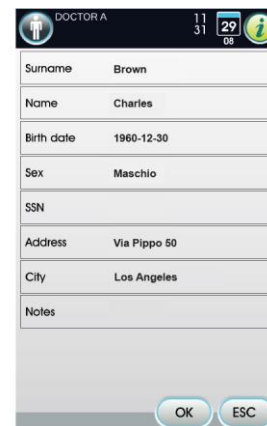 DOCTOR A
11
31
29
08
i
Surname Brown
Name Charles
Birth date 1960-12-30
Sex Maschio
SSN
Address Via Pippo 50
City Los Angeles
Notes
OK ESC